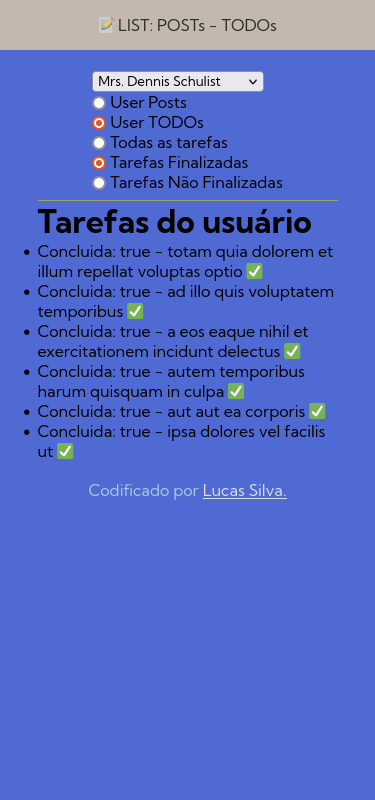 📝 LIST: POSTs - TODOs
Mrs. Dennis Schulist
User Posts
User TODOs
Todas as tarefas
Tarefas Finalizadas
Tarefas Não Finalizadas
Tarefas do usuário
• Concluida: true - totam quia dolorem et
illum repellat voluptas optio ✅
• Concluida: true - ad illo quis voluptatem
temporibus ✅
• Concluida: true - a eos eaque nihil et
exercitationem incidunt delectus ✅
• Concluida: true - autem temporibus
harum quisquam in culpa ✅
• Concluida: true - aut aut ea corporis ✅
• Concluida: true - ipsa dolores vel facilis
ut ✅
Codificado por Lucas Silva.